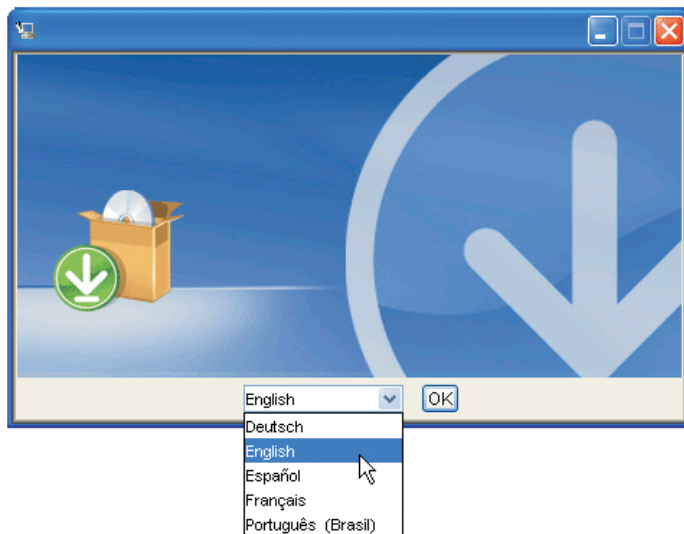 English
OK
Deutsch
English
Español
Français
Português (Brasil)